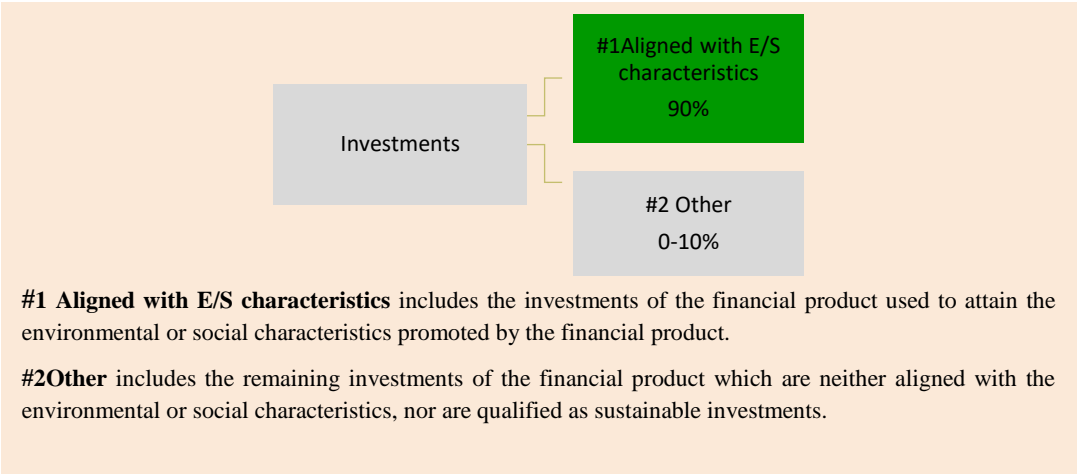 #1Aligned with E/S
characteristics
90%
Investments
#2 Other
0-10%
#1 Aligned with E/S characteristics includes the investments of the financial product used to attain the
environmental or social characteristics promoted by the financial product.
#2Other includes the remaining investments of the financial product which are neither aligned with the
environmental or social characteristics, nor are qualified as sustainable investments.